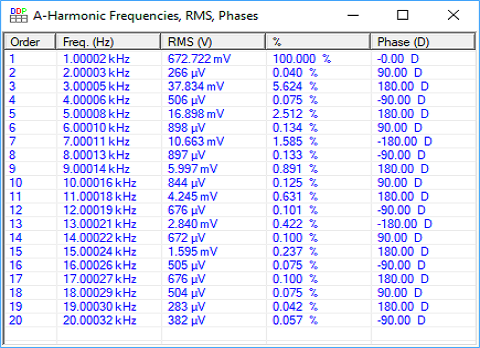 DDP A-Harmonic Frequencies, RMS, Phases
Order Freq. (Hz) RMS (V) % Phase (D)
1 1.00002 kHz 672.722 mV 100.000 % -0.00 D
2 2.00003 kHz 266 µV 0.040 % 90.00 D
3 3.00005 kHz 37.834 mV 5.624 % 180.00 D
4 4.00006 kHz 506 µV 0.075 % -90.00 D
5 5.00008 kHz 16.898 mV 2.512 % 180.00 D
6 6.00010 kHz 898 µV 0.134 % 90.00 D
7 7.00011 kHz 10.663 mV 1.585 % -180.00 D
8 8.00013 kHz 897 µV 0.133 % -90.00 D
9 9.00014 kHz 5.997 mV 0.891 % 180.00 D
10 10.00016 kHz 844 µV 0.125 % 90.00 D
11 11.00018 kHz 4.245 mV 0.631 % 180.00 D
12 12.00019 kHz 676 µV 0.101 % -90.00 D
13 13.00021 kHz 2.840 mV 0.422 % -180.00 D
14 14.00022 kHz 672 µV 0.100 % 90.00 D
15 15.00024 kHz 1.595 mV 0.237 % 180.00 D
16 16.00026 kHz 505 µV 0.075 % -90.00 D
17 17.00027 kHz 676 µV 0.100 % 180.00 D
18 18.00029 kHz 504 µV 0.075 % 90.00 D
19 19.00030 kHz 283 µV 0.042 % 180.00 D
20 20.00032 kHz 382 µV 0.057 % -90.00 D